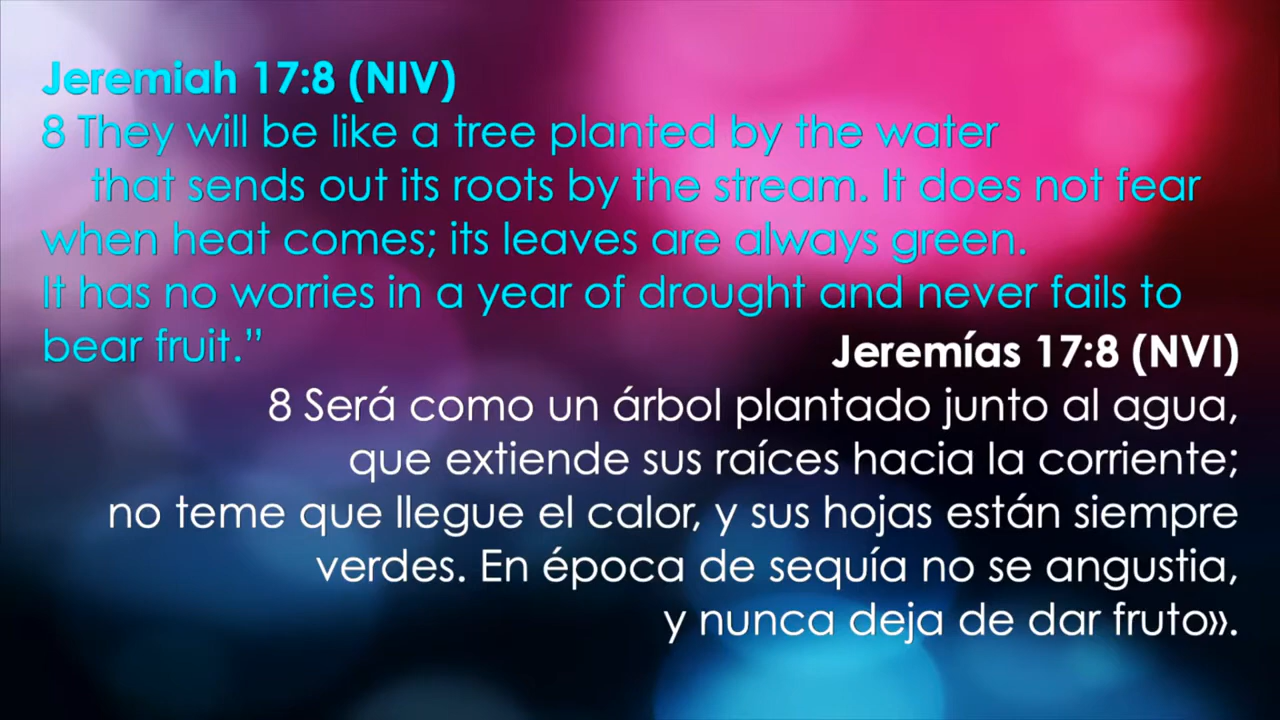 Jeremiah 17:8 (NIV)
8 They will be like a tree planted by the water
that sends out its roots by the stream. It does not fear
when heat comes; its leaves are always green.
It has no worries in a year of drought and never fails to
bear fruit.”
Jeremías 17:8 (NVI)
8 Será como un árbol plantado junto al agua,
que extiende sus raíces hacia la corriente;
no teme que llegue el calor, y sus hojas están siempre
verdes. En época de sequía no se angustia,
y nunca deja de dar fruto».